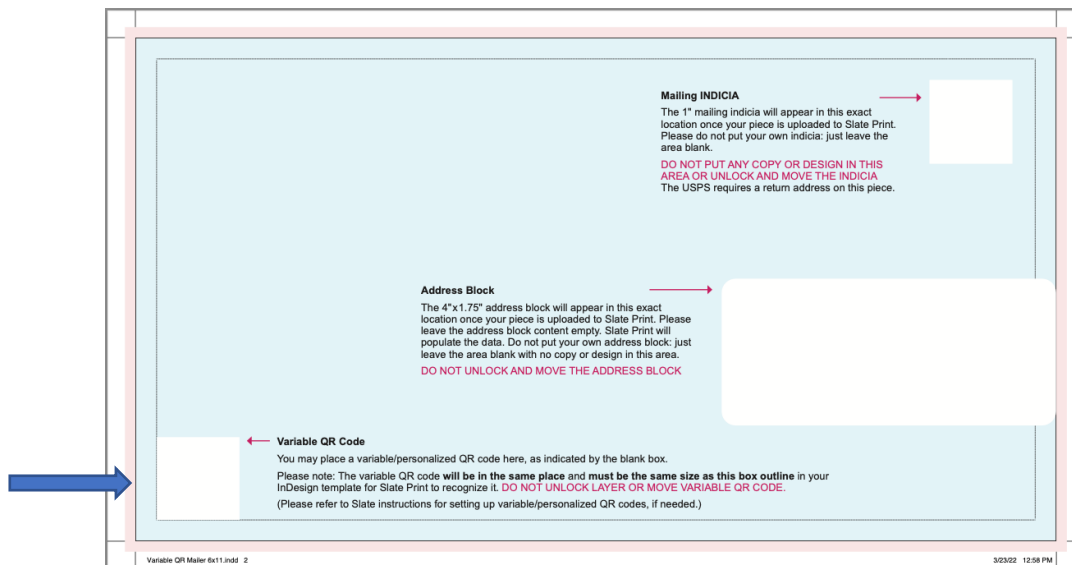 Mailing INDICIA
The 1" mailing indicia will appear in this exact
location once your piece is uploaded to Slate Print.
Please do not put your own indicia: just leave the
area blank.
DO NOT PUT ANY COPY OR DESIGN IN THIS
AREA OR UNLOCK AND MOVE THE INDICIA
The USPS requires a return address on this piece.
Address Block
The 4"x1.75" address block will appear in this exact
location once your piece is uploaded to Slate Print. Please
leave the address block content empty. Slate Print will
populate the data. Do not put your own address block: just
leave the area blank with no copy or design in this area.
DO NOT UNLOCK AND MOVE THE ADDRESS BLOCK
Variable QR Code
You may place a variable/personalized QR code here, as indicated by the blank box.
Please note: The variable QR code will be in the same place and must be the same size as this box outline in your
InDesign template for Slate Print to recognize it. DO NOT UNLOCK LAYER OR MOVE VARIABLE QR CODE.
(Please refer to Slate instructions for setting up variable/personalized QR codes, if needed.)
Variable QR Mailer 6x11.indd 2
3/23/22 12:58 PM